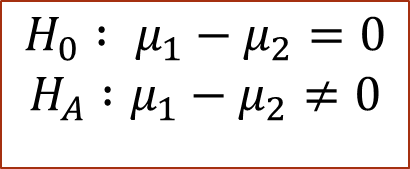 H₀ : μ₁ − μ₂ = 0
H_A : μ₁ − μ₂ ≠ 0